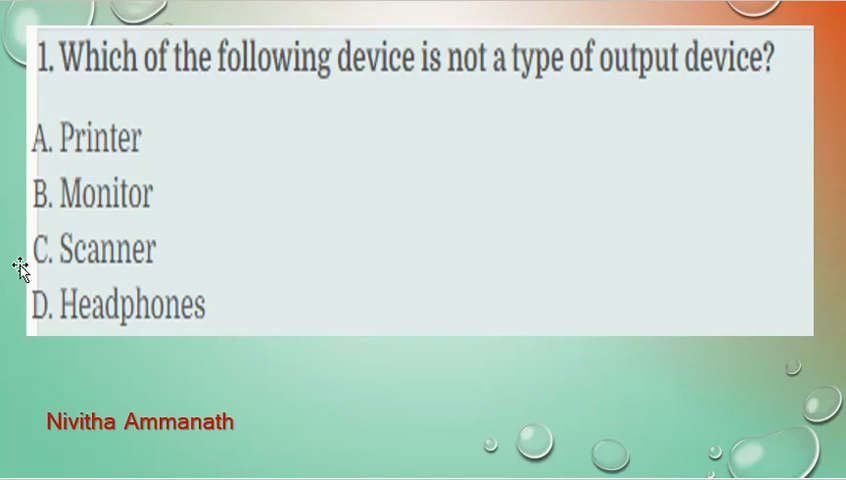 1. Which of the following device is not a type of output device?
A. Printer
B. Monitor
C. Scanner
D. Headphones
Nivitha Ammanath